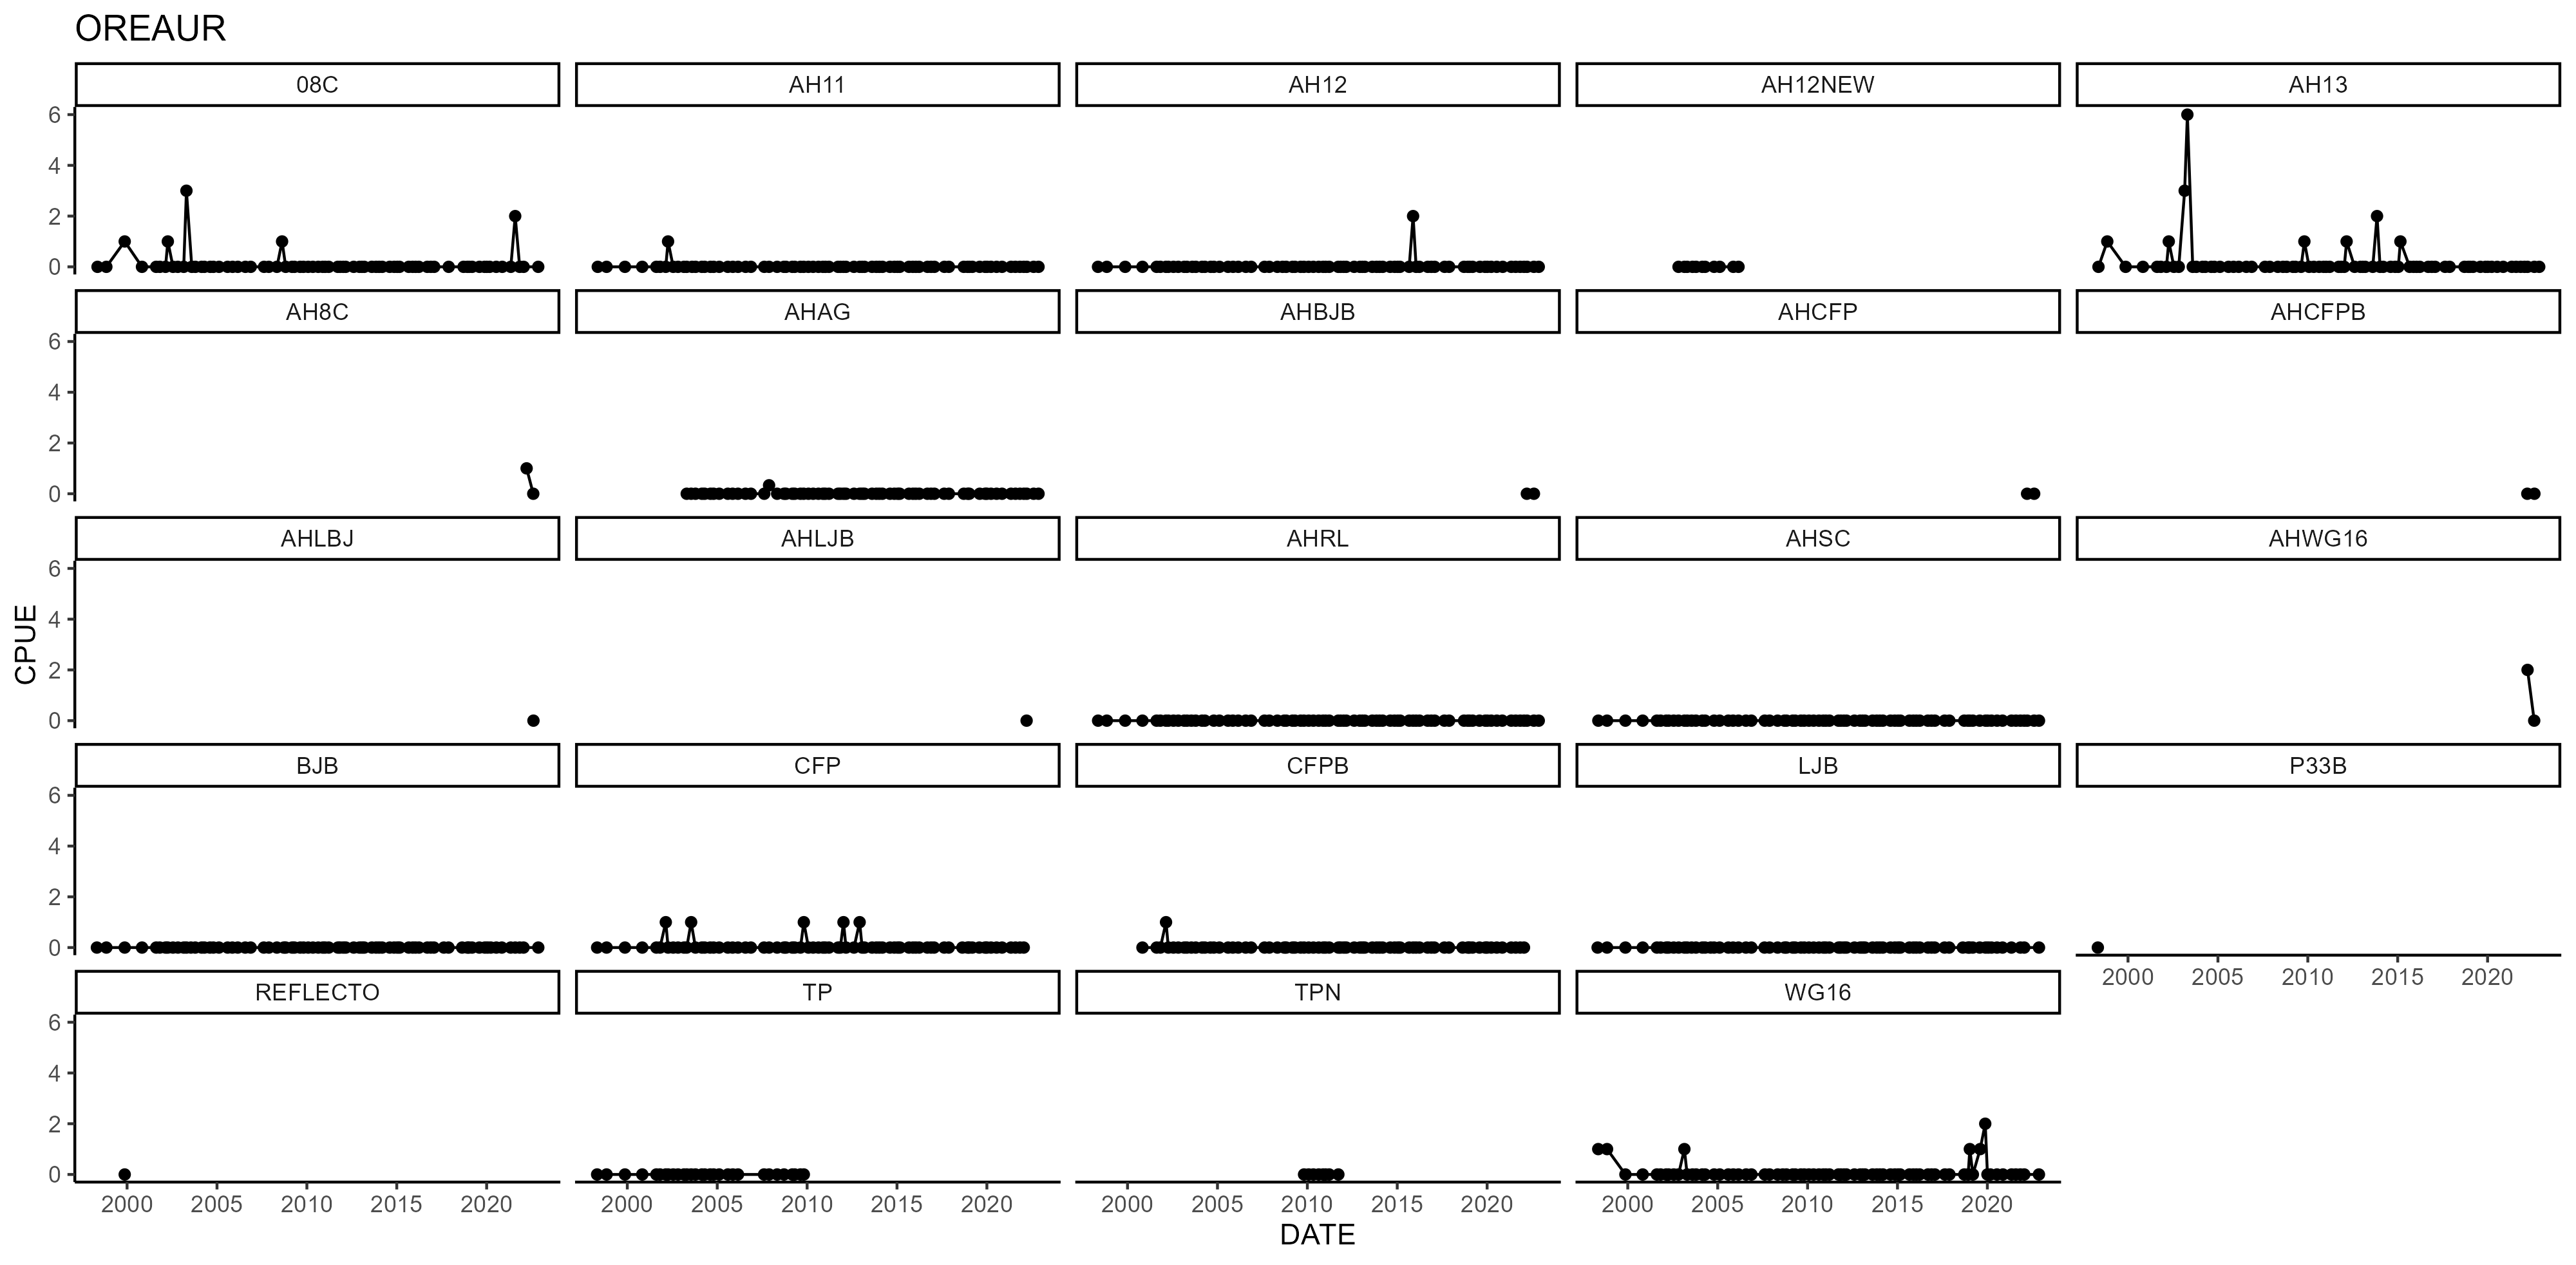 OREAUR
08C AH11 AH12 AH12NEW AH13
6
4
2
0
AH8C AHAG AHBJB AHCFP AHCFPB
6
4
2
0
AHLBJ AHLJB AHRL AHSC AHWG16
6
4
2
0
CPUE
BJB CFP CFPB LJB P33B
6
4
2
0
2000 2005 2010 2015 2020
REFLECTO TP TPN WG16
6
4
2
0
2000 2005 2010 2015 2020 2000 2005 2010 2015 2020 2000 2005 2010 2015 2020 2000 2005 2010 2015 2020
DATE